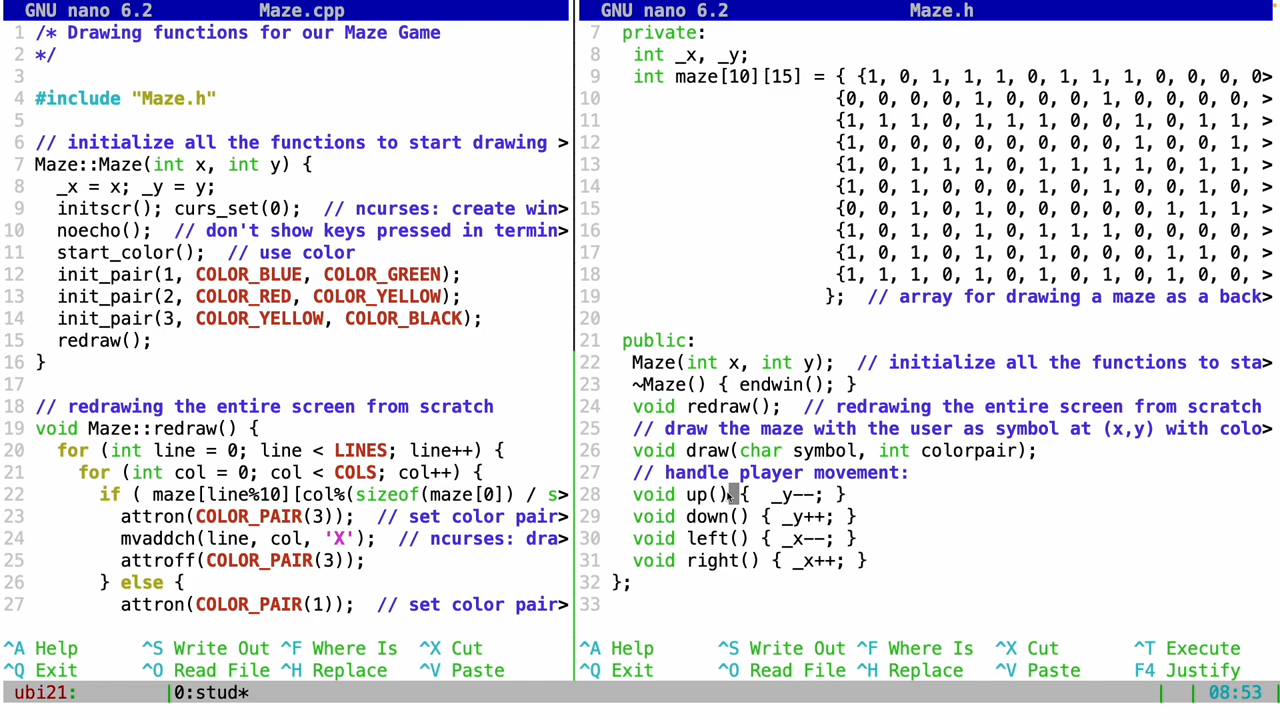 GNU nano 6.2 Maze.cpp
1 /* Drawing functions for our Maze Game
2 */
3
4 #include "Maze.h"
5
6 // initialize all the functions to start drawing >
7 Maze::Maze(int x, int y) {
8 _x = x; _y = y;
9 initscr(); curs_set(0); // ncurses: create win>
10 noecho(); // don't show keys pressed in termin>
11 start_color(); // use color
12 init_pair(1, COLOR_BLUE, COLOR_GREEN);
13 init_pair(2, COLOR_RED, COLOR_YELLOW);
14 init_pair(3, COLOR_YELLOW, COLOR_BLACK);
15 redraw();
16 }
17
18 // redrawing the entire screen from scratch
19 void Maze::redraw() {
20 for (int line = 0; line < LINES; line++) {
21 for (int col = 0; col < COLS; col++) {
22 if ( maze[line%10][col%(sizeof(maze[0]) / s>
23 attron(COLOR_PAIR(3)); // set color pair>
24 mvaddch(line, col, 'X'); // ncurses: dra>
25 attroff(COLOR_PAIR(3));
26 } else {
27 attron(COLOR_PAIR(1)); // set color pair>
^A Help ^S Write Out ^F Where Is ^X Cut
^Q Exit ^O Read File ^H Replace ^V Paste
GNU nano 6.2 Maze.h
7 private:
8 int _x, _y;
9 int maze[10][15] = { {1, 0, 1, 1, 1, 0, 1, 1, 1, 0, 0, 0, 0>
10 {0, 0, 0, 0, 1, 0, 0, 0, 1, 0, 0, 0, >
11 {1, 1, 1, 0, 1, 1, 1, 0, 0, 1, 0, 1, 1, >
12 {1, 0, 0, 0, 0, 0, 0, 0, 1, 0, 0, 1, >
13 {1, 0, 1, 1, 0, 1, 1, 1, 1, 1, 0, 1, 1, >
14 {1, 0, 1, 0, 0, 0, 1, 0, 1, 0, 0, 1, 0, >
15 {0, 0, 1, 0, 1, 0, 0, 0, 0, 0, 1, 1, 1, >
16 {1, 0, 1, 0, 1, 0, 1, 1, 1, 0, 0, 0, 0, >
17 {1, 0, 1, 0, 1, 0, 1, 0, 0, 0, 1, 1, 0, >
18 {1, 1, 1, 0, 1, 0, 1, 0, 1, 0, 1, 0, 0, >
19 }; // array for drawing a maze as a back>
20
21 public:
22 Maze(int x, int y); // initialize all the functions to sta>
23 ~Maze() { endwin(); }
24 void redraw(); // redrawing the entire screen from scratch
25 // draw the maze with the user as symbol at (x,y) with colo>
26 void draw(char symbol, int colorpair);
27 // handle player movement:
28 void up() { _y--; }
29 void down() { _y++; }
30 void left() { _x--; }
31 void right() { _x++; }
32 };
33
^A Help ^S Write Out ^F Where Is ^X Cut ^T Execute
^Q Exit ^O Read File ^H Replace ^V Paste F4 Justify
ubi21: |0:stud* | | 08:53